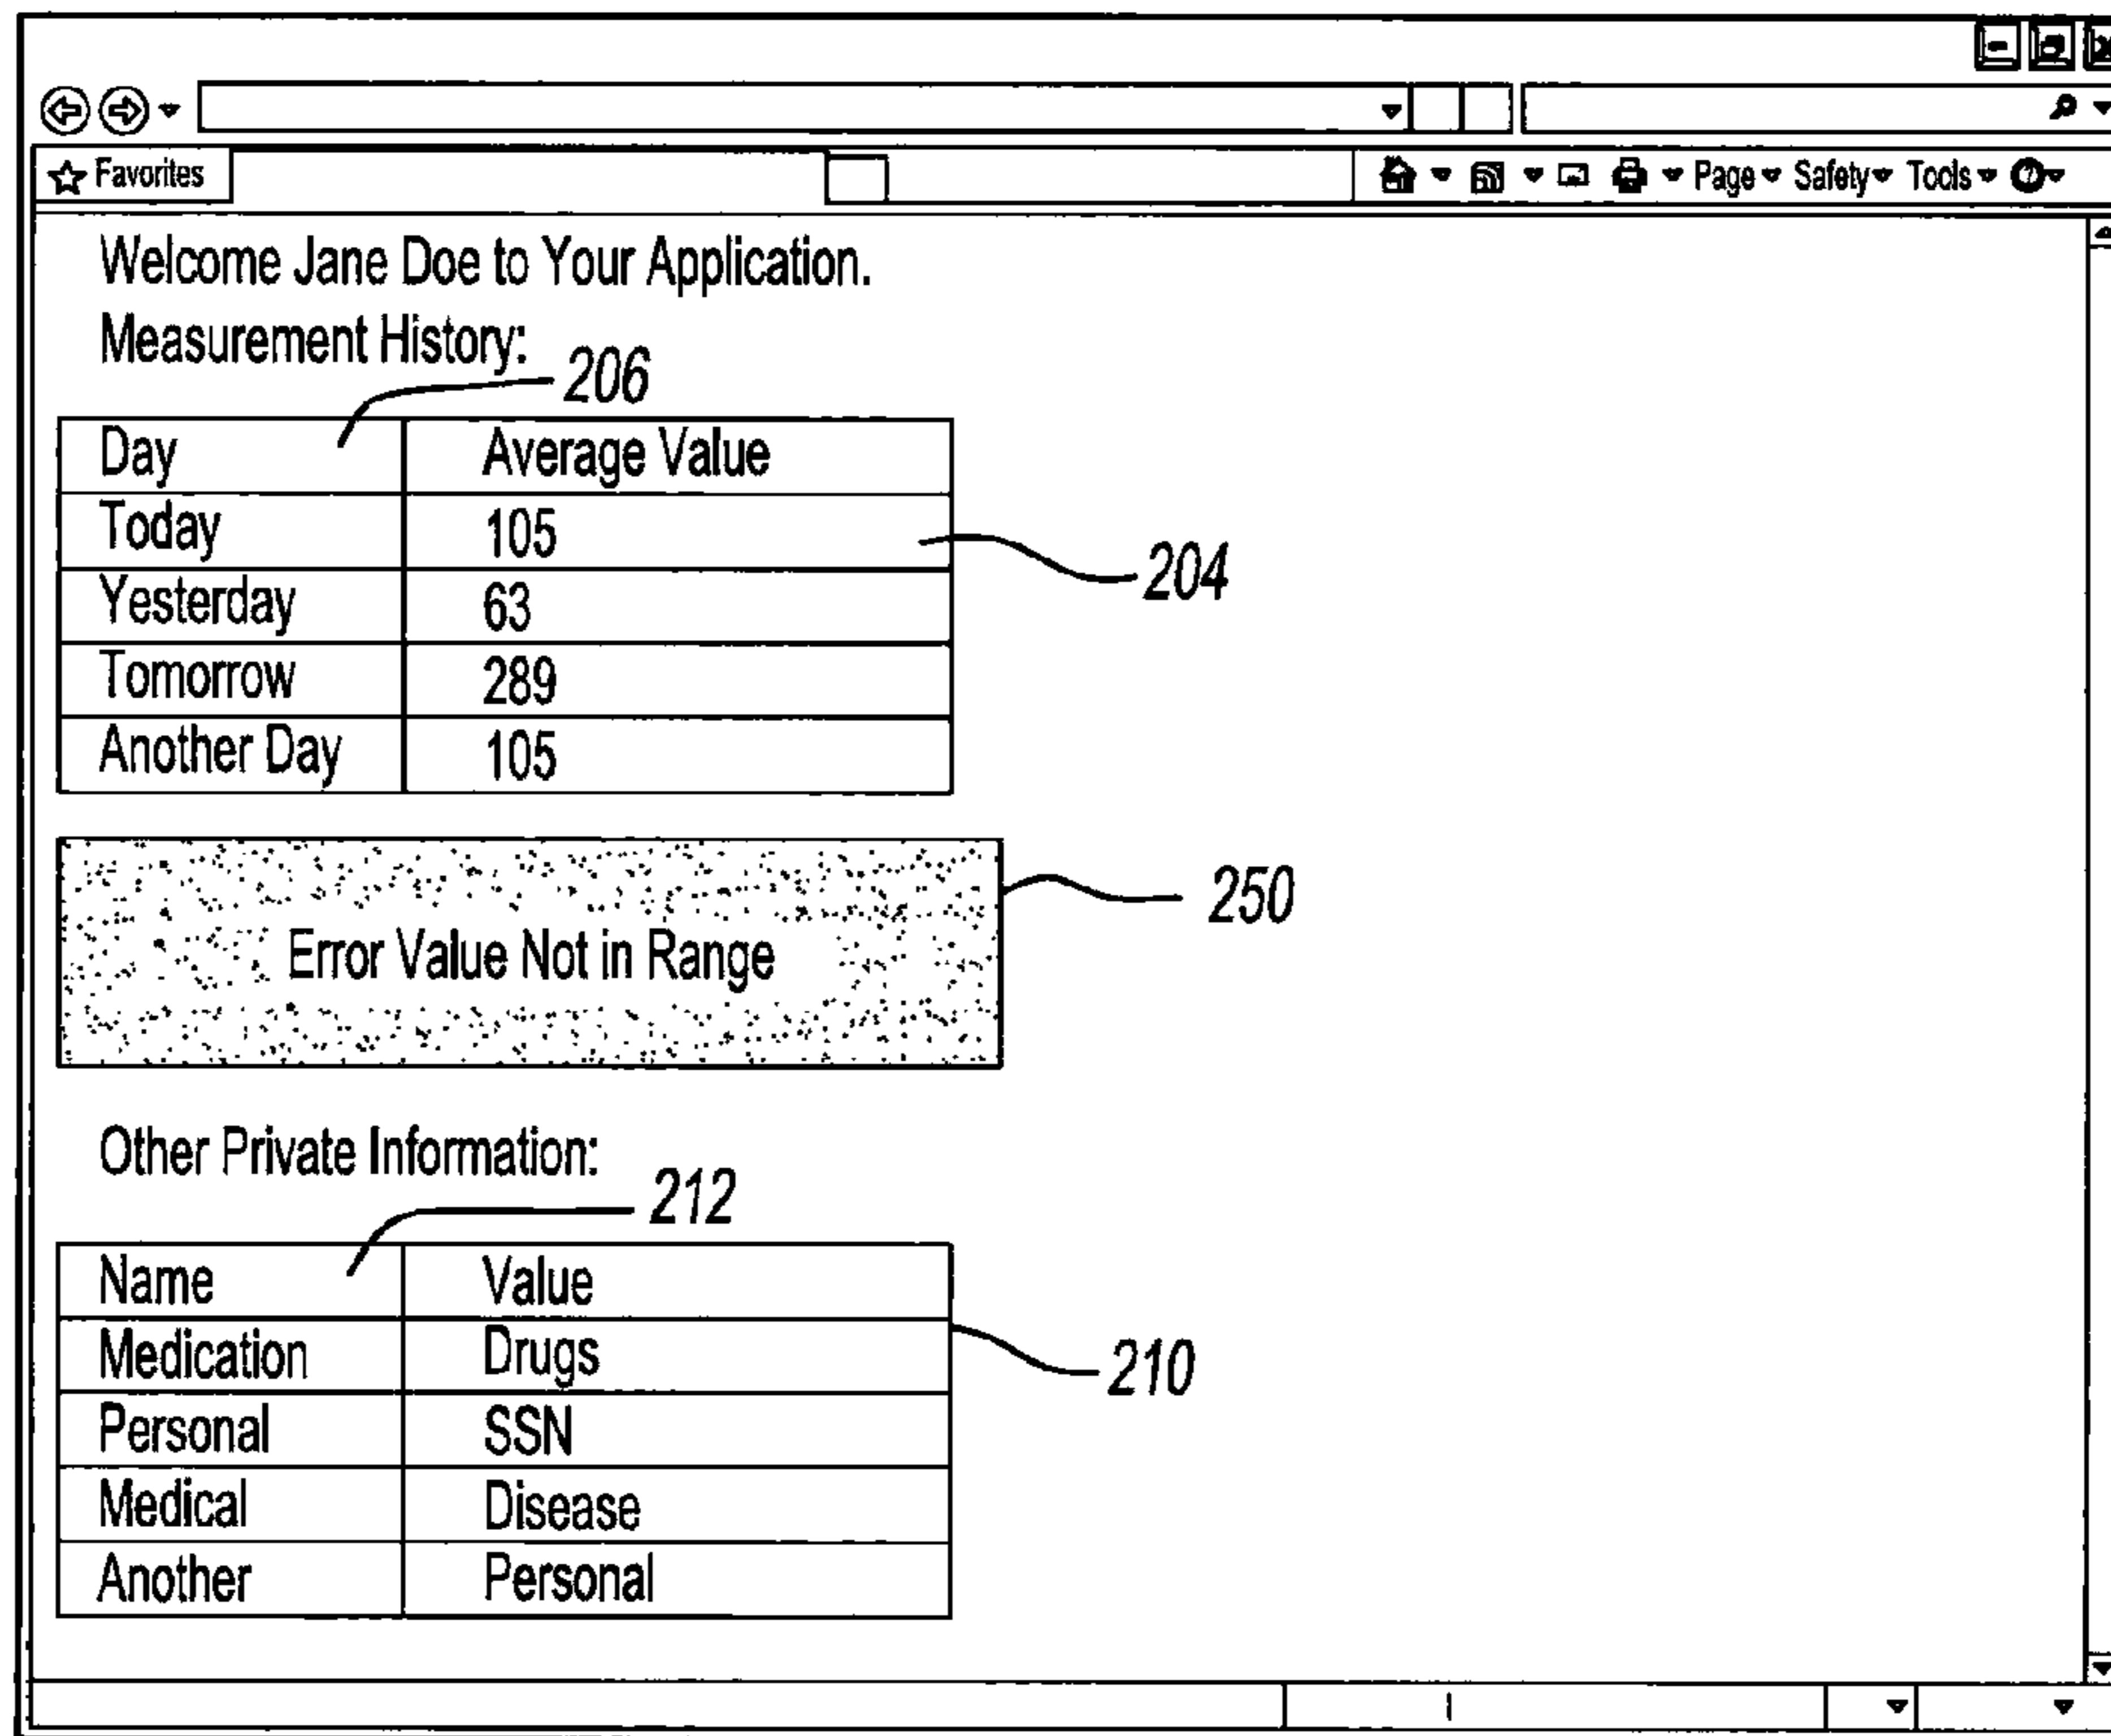 Favorites
Page Safety Tools
Welcome Jane Doe to Your Application.
Measurement History:
206
Day Average Value
Today 105
204
Yesterday 63
Tomorrow 289
Another Day 105
250
Error Value Not in Range
Other Private Information:
212
Name Value
Medication Drugs
210
Personal SSN
Medical Disease
Another Personal